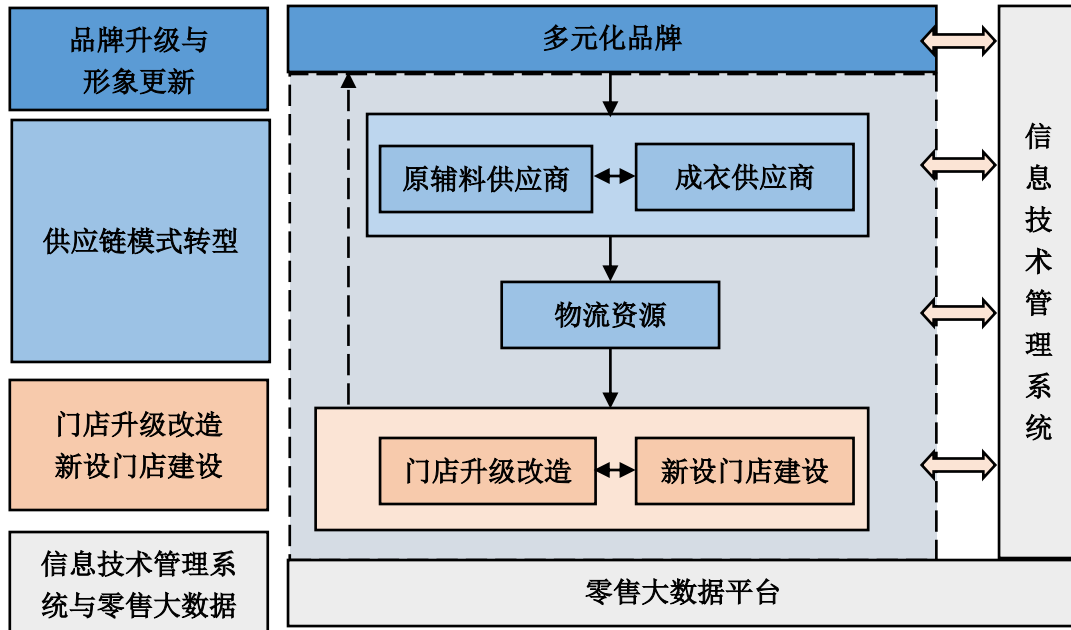 品牌升级与
形象更新
多元化品牌
原辅料供应商
成衣供应商
供应链模式转型
物流资源
门店升级改造
新设门店建设
门店升级改造
新设门店建设
信息技术管理系统
信息技术管理系
统与零售大数据
零售大数据平台